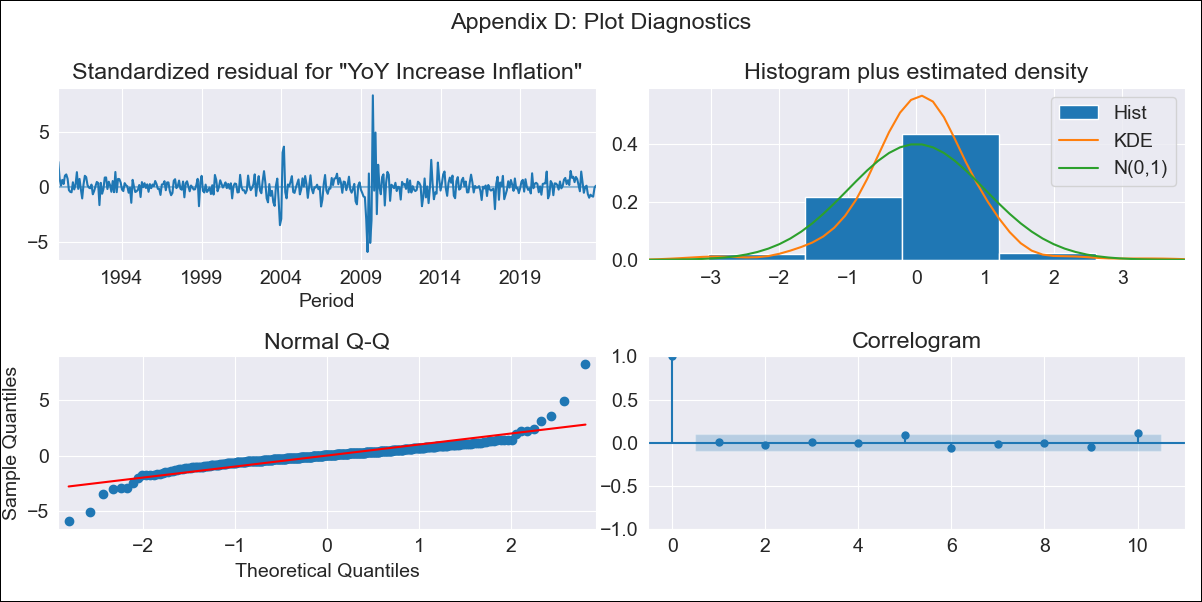 Appendix D: Plot Diagnostics
Standardized residual for "YoY Increase Inflation"
5
0
−5
1994 1999 2004 2009 2014 2019
Period
Histogram plus estimated density
Hist
KDE
N(0,1)
0.4
0.2
0.0
−3 −2 −1 0 1 2 3
Normal Q-Q
Sample Quantiles
5
0
−5
−2 −1 0 1 2
Theoretical Quantiles
Correlogram
1.0
0.5
0.0
−0.5
−1.0
0 2 4 6 8 10